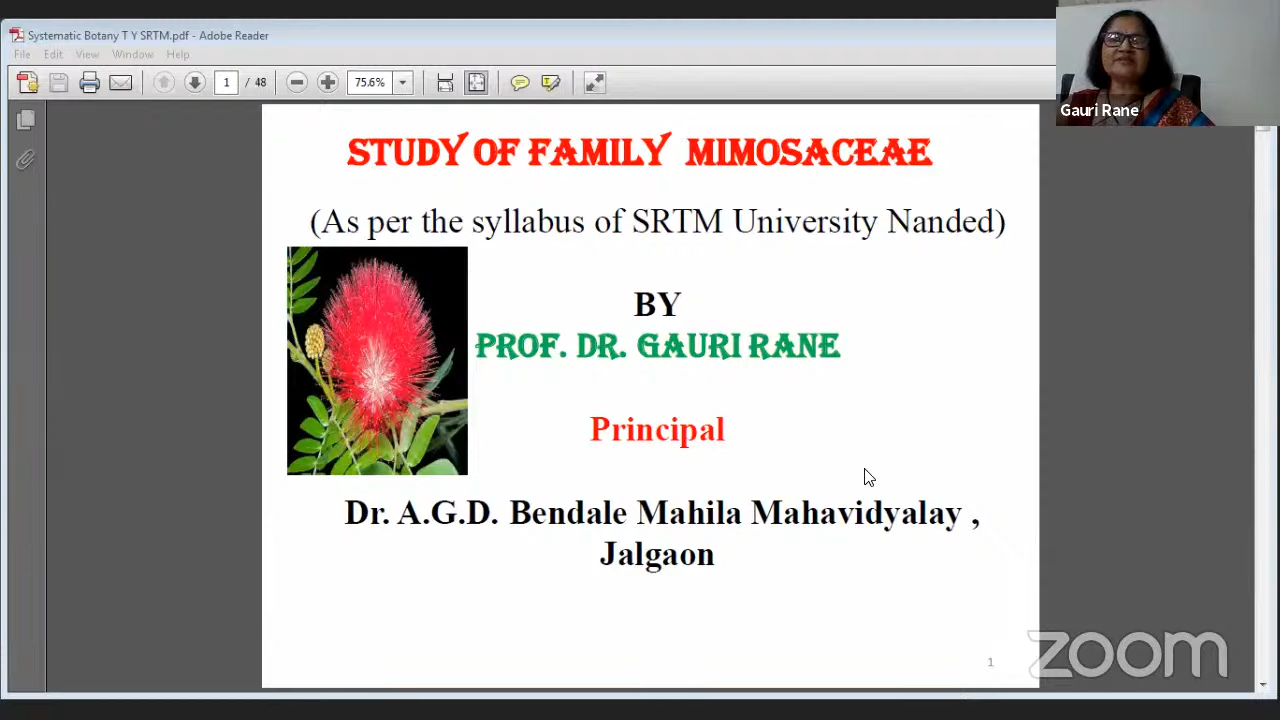 Systematic Botany T Y SRTM.pdf - Adobe Reader
File Edit View Window Help
1 / 48 75.6%
Gauri Rane
STUDY OF FAMILY MIMOSACEAE
(As per the syllabus of SRTM University Nanded)
BY
PROF. DR. GAURI RANE
Principal
Dr. A.G.D. Bendale Mahila Mahavidyalay ,
Jalgaon
1
zoom